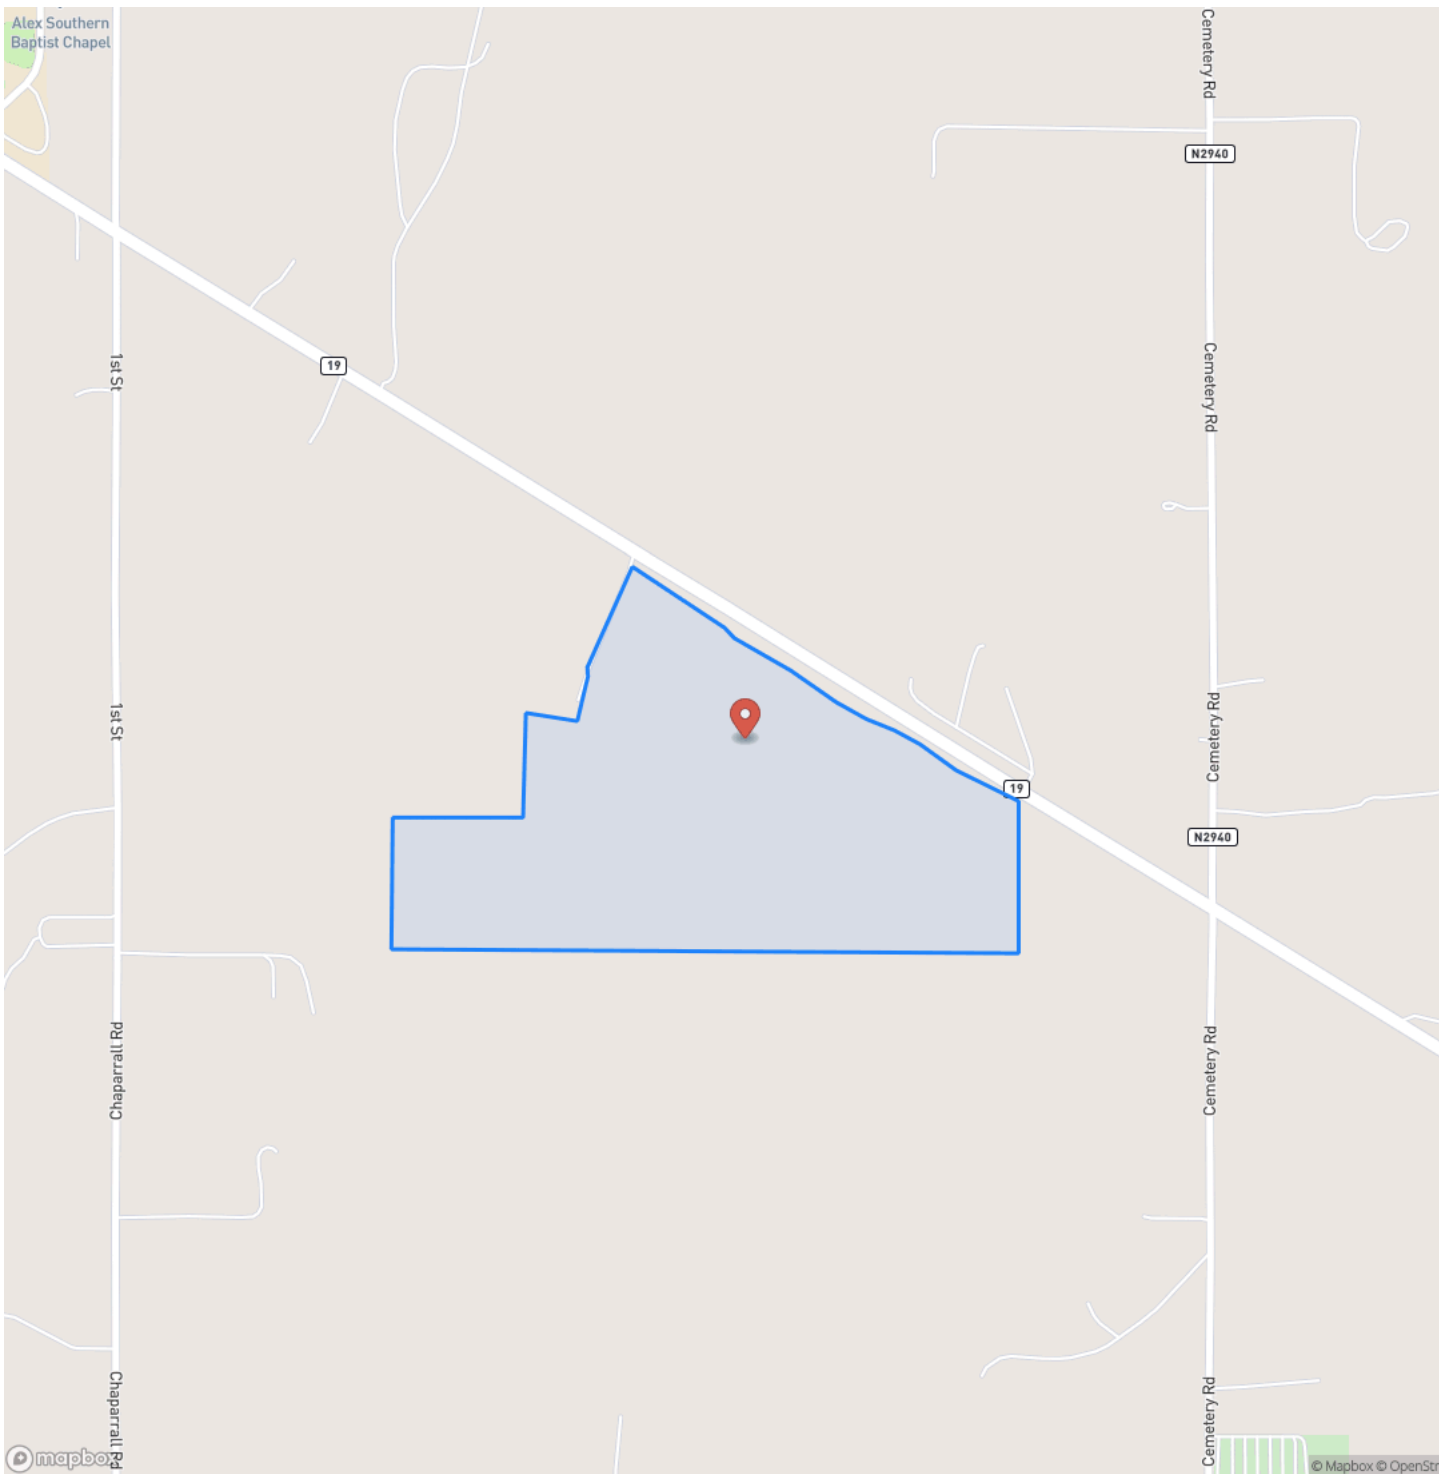 Alex Southern
Baptist Chapel
Cemetery Rd
N2940
1st St
19
Cemetery Rd
1st St
Cemetery Rd
19
N2940
Chaparrall Rd
Cemetery Rd
Chaparrall Rd
Cemetery Rd
mapbox
© Mapbox © OpenStr